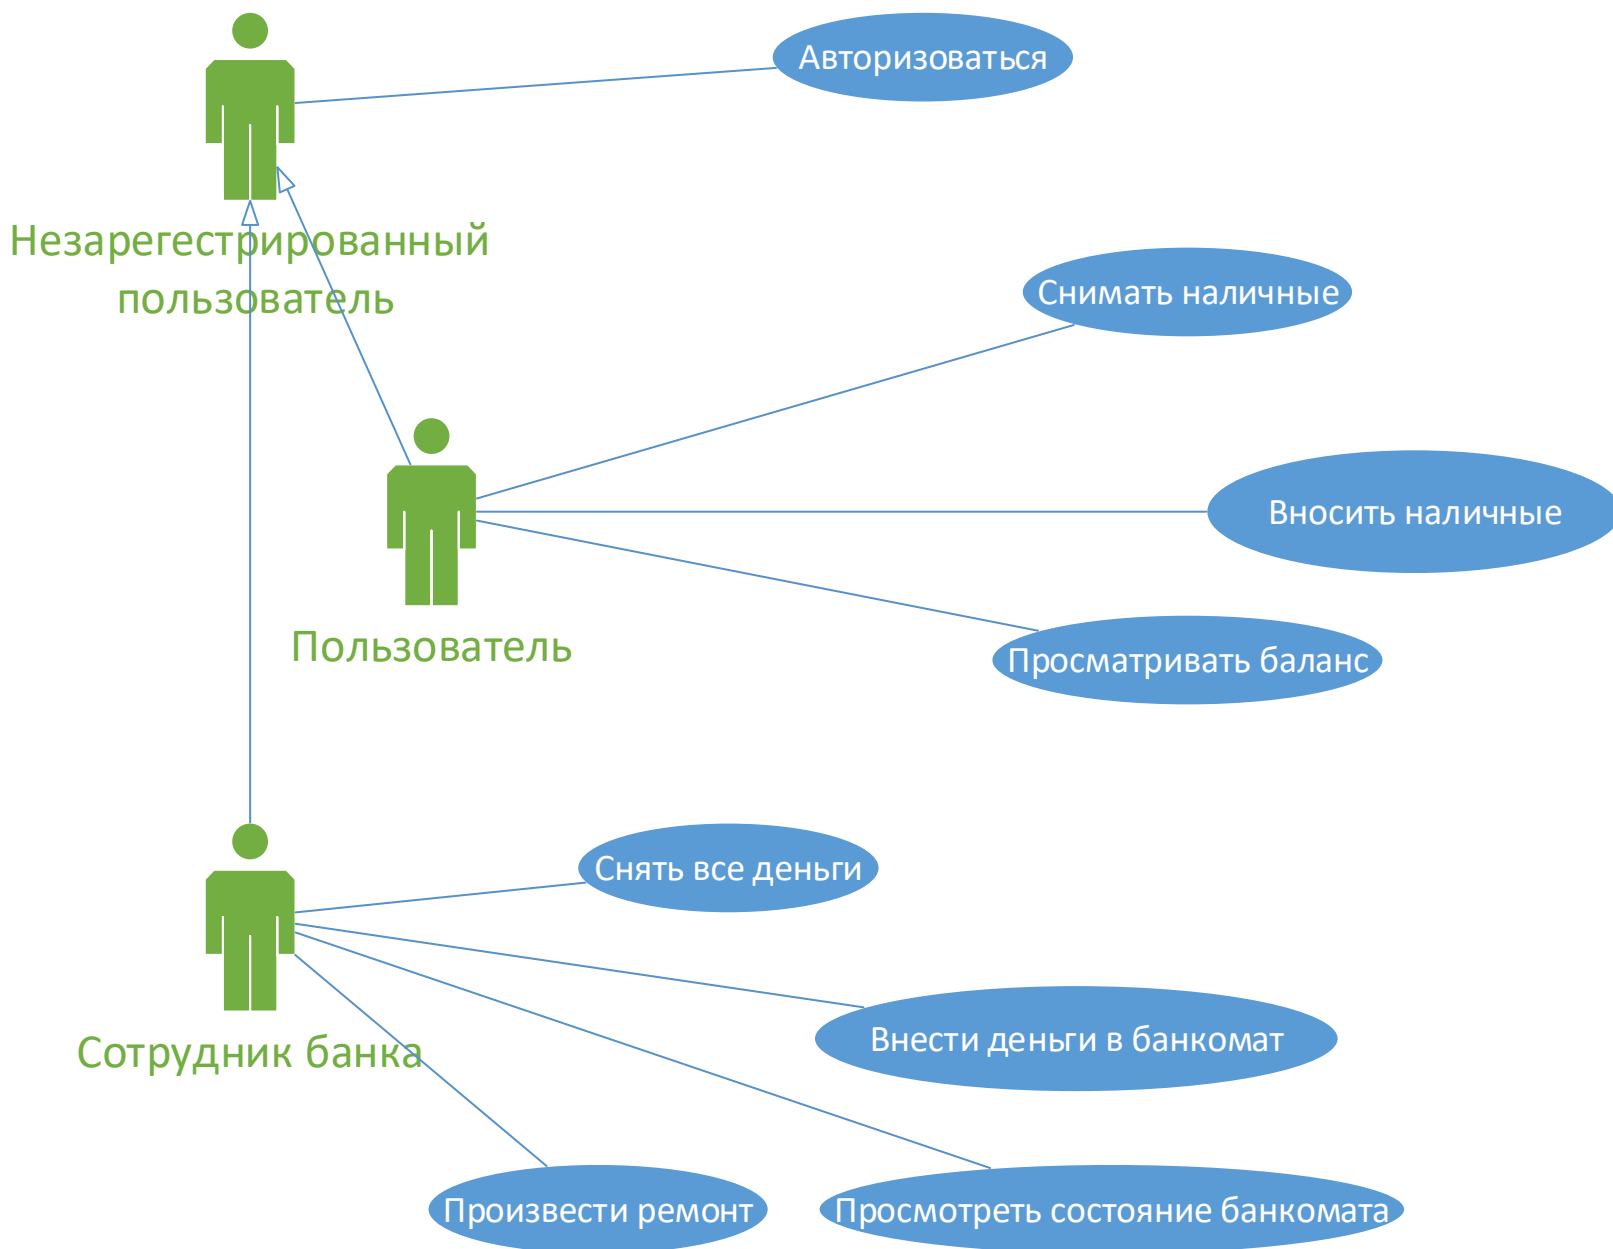 Авторизоваться
Незарегестрированный
пользователь
Снимать наличные
Вносить наличные
Пользователь
Просматривать баланс
Снять все деньги
Внести деньги в банкомат
Сотрудник банка
Произвести ремонт
Просмотреть состояние банкомата